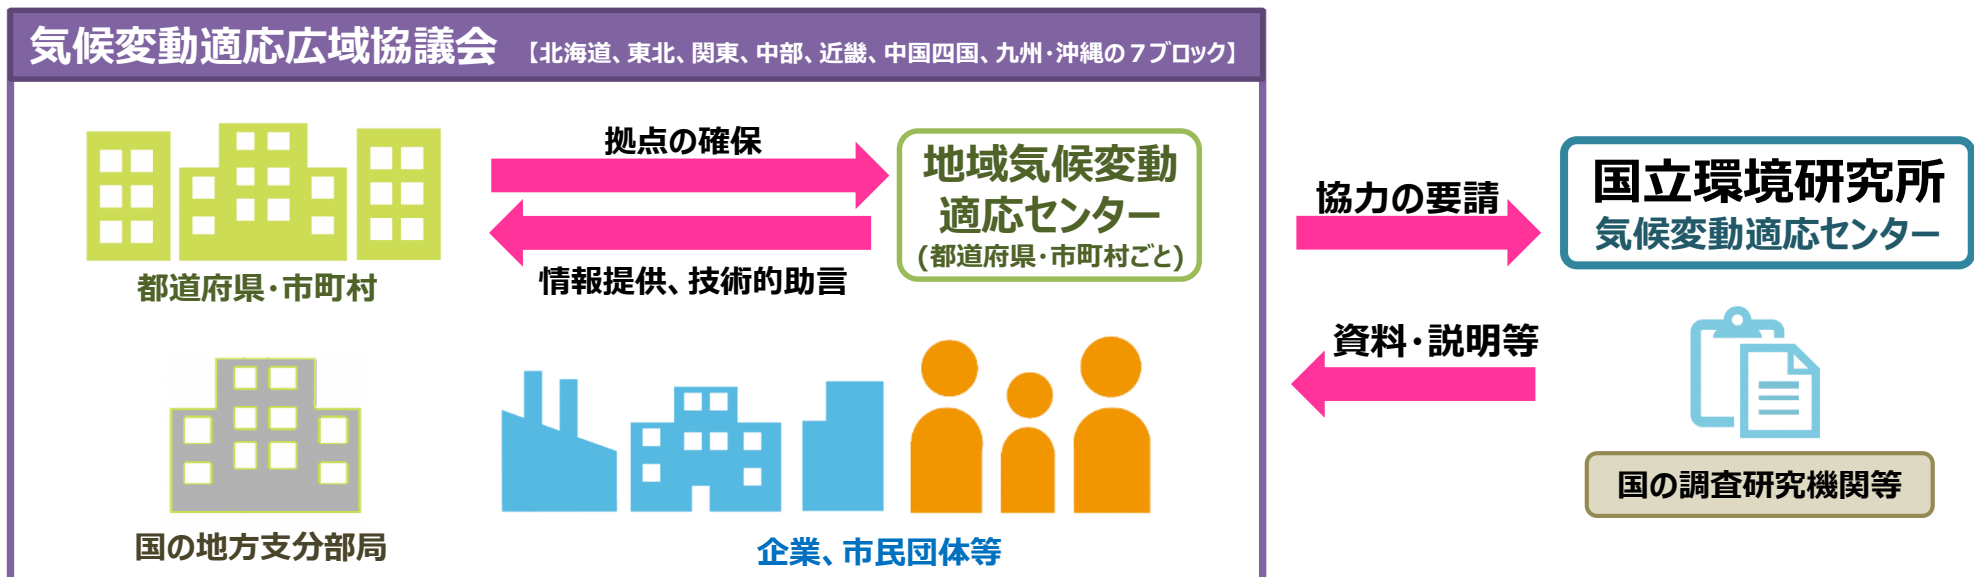 気候変動適応広域協議会 【北海道、東北、関東、中部、近畿、中国四国、九州・沖縄の７ブロック】
拠点の確保
地域気候変動
適応センター
(都道府県・市町村ごと)
情報提供、技術的助言
都道府県・市町村
国の地方支分部局
企業、市民団体等
協力の要請
国立環境研究所
気候変動適応センター
資料・説明等
国の調査研究機関等